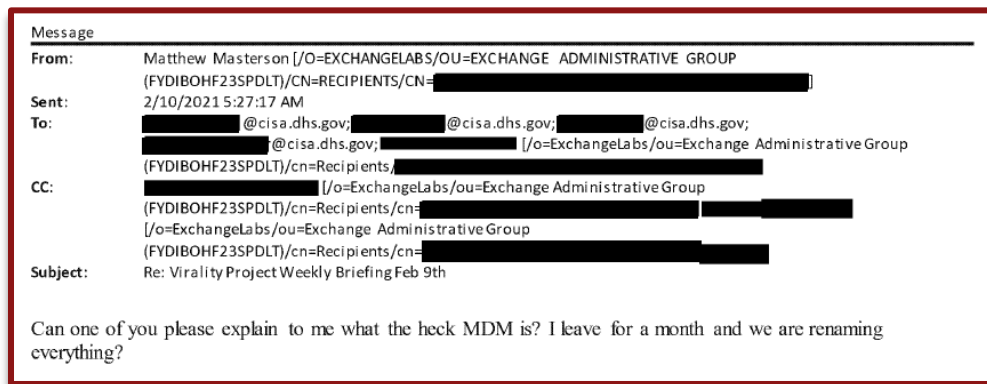 Message
From: Matthew Masterson [/O=EXCHANGELABS/OU=EXCHANGE ADMINISTRATIVE GROUP
(FYDIBOHF23SPDLT)/CN=RECIPIENTS/CN= ]
Sent: 2/10/2021 5:27:17 AM
To: @cisa.dhs.gov; @cisa.dhs.gov; @cisa.dhs.gov;
@cisa.dhs.gov; [/o=ExchangeLabs/ou=Exchange Administrative Group
(FYDIBOHF23SPDLT)/cn=Recipients/
CC: [/o=ExchangeLabs/ou=Exchange Administrative Group
(FYDIBOHF23SPDLT)/cn=Recipients/cn=
[/o=ExchangeLabs/ou=Exchange Administrative Group
(FYDIBOHF23SPDLT)/cn=Recipients/cn=
Subject: Re: Virality Project Weekly Briefing Feb 9th
Can one of you please explain to me what the heck MDM is? I leave for a month and we are renaming
everything?